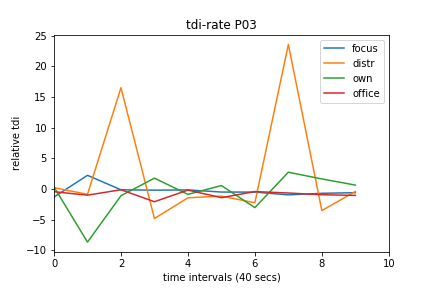 tdi-rate P03
25
20
15
10
5
0
−5
−10
relative tdi
focus
distr
own
office
0 2 4 6 8 10
time intervals (40 secs)